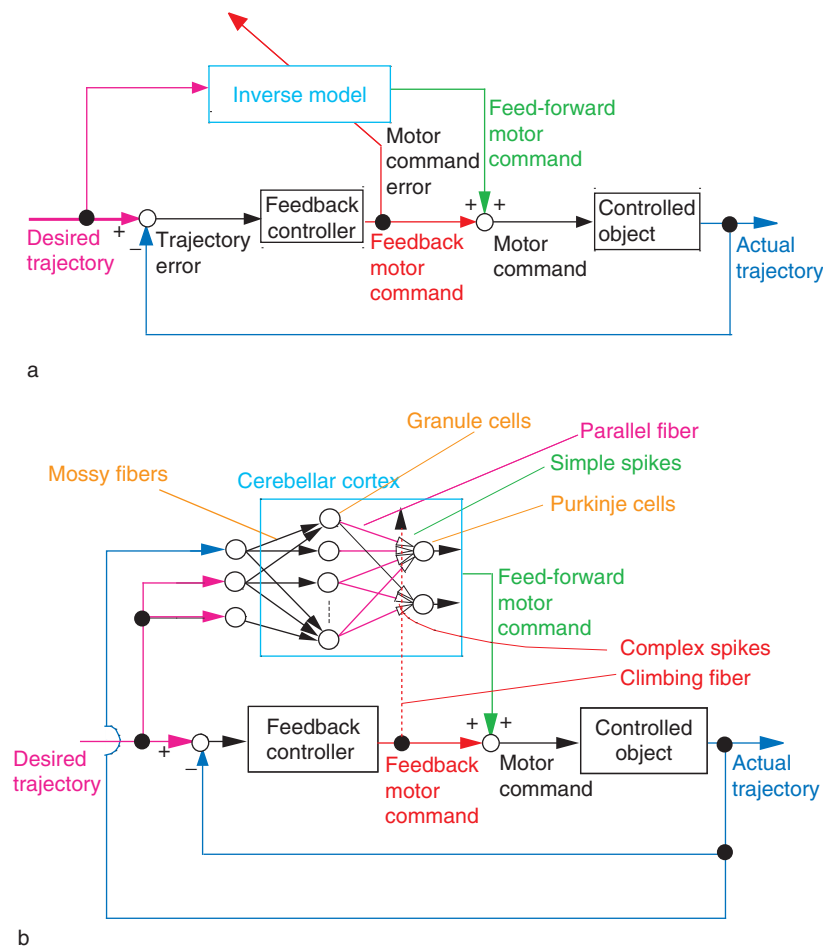 Inverse model
Feed-forward
motor
command
Motor
command
error
+ +
Feedback
controller
Controlled
object
Desired
trajectory
+
−
Trajectory
error
Feedback
motor
command
Motor
command
Actual
trajectory
a
Granule cells
Parallel fiber
Mossy fibers
Cerebellar cortex
Simple spikes
Purkinje cells
Feed-forward
motor
command
Complex spikes
Climbing fiber
+ +
Feedback
controller
Controlled
object
Desired
trajectory
+
−
Feedback
motor
command
Motor
command
Actual
trajectory
b